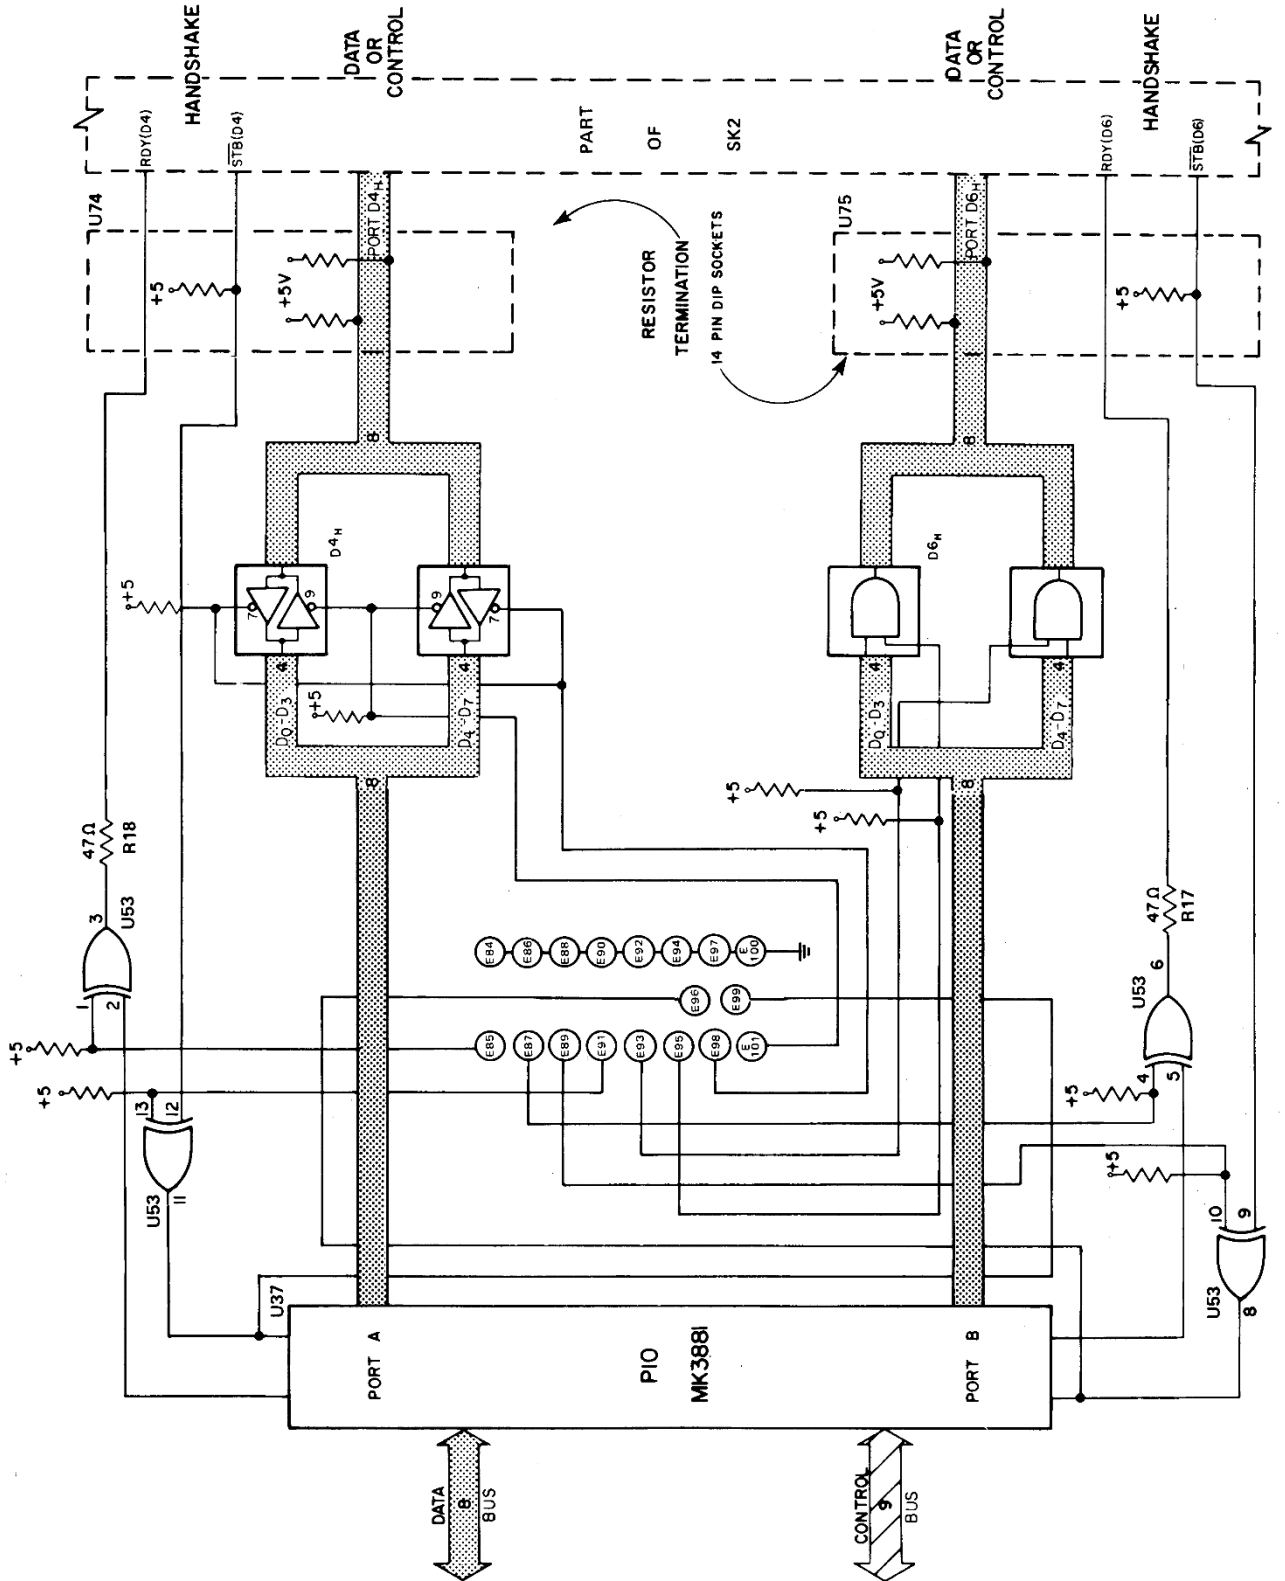 HANDSHAKE
DATA
OR
CONTROL
DATA
OR
CONTROL
HANDSHAKE
RDY(D4)
STB(D4)
PART
OF
SK2
RDY(D6)
STB(D6)
U74
PORT D4H
U75
PORT D6H
+5
+5V
RESISTOR
TERMINATION
14 PIN DIP SOCKETS
+5V
+5
8
8
+5
D4H
7
9
9
7
D6H
4
4
4
4
+5
D0-D3
D4-D7
D0-D3
D4-D7
8
8
+5
+5
47Ω
R18
3
U53
1
2
+5
+5
13
12
U53
11
E84
E86
E88
E90
E92
E94
E97
E100
E96
E99
E85
E87
E89
E91
E93
E95
E98
E101
47Ω
R17
6
U53
4
5
+5
+5
10
9
U53
8
U37
PORT A
PIO
MK3881
PORT B
DATA
8
BUS
CONTROL
9
BUS